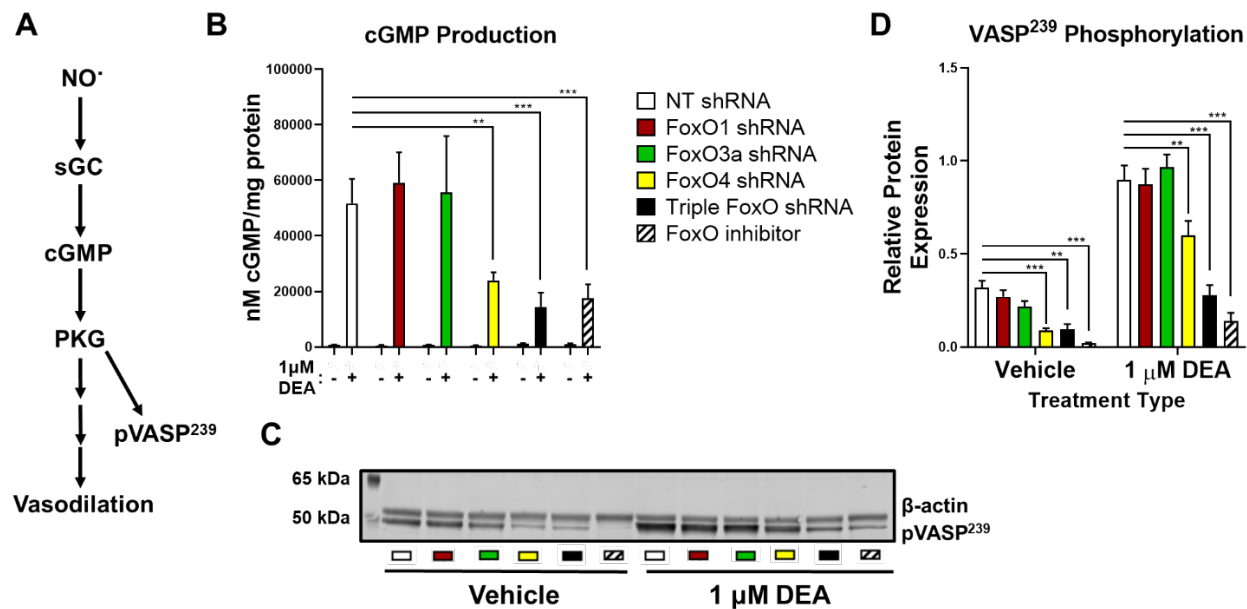 A
NO·
sGC
cGMP
PKG
pVASP²³⁹
Vasodilation
B
cGMP Production
nM cGMP/mg protein
100000
80000
60000
40000
20000
0
***
***
**
1µM
DEA :
- + - + - + - + - + - +
NT shRNA
FoxO1 shRNA
FoxO3a shRNA
FoxO4 shRNA
Triple FoxO shRNA
FoxO inhibitor
C
65 kDa
50 kDa
β-actin
pVASP²³⁹
Vehicle
1 µM DEA
D
VASP²³⁹ Phosphorylation
Relative Protein
Expression
1.5
1.0
0.5
0.0
***
**
***
***
***
**
Vehicle
1 µM DEA
Treatment Type